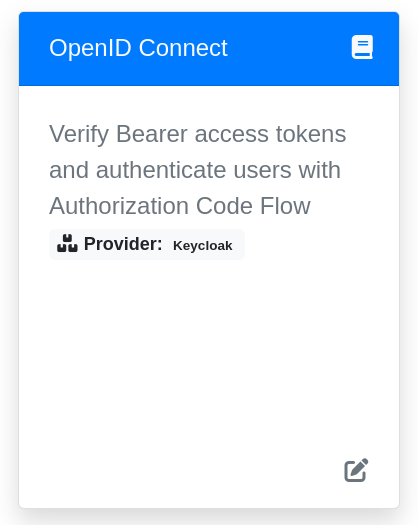 OpenID Connect
Verify Bearer access tokens
and authenticate users with
Authorization Code Flow
Provider: Keycloak